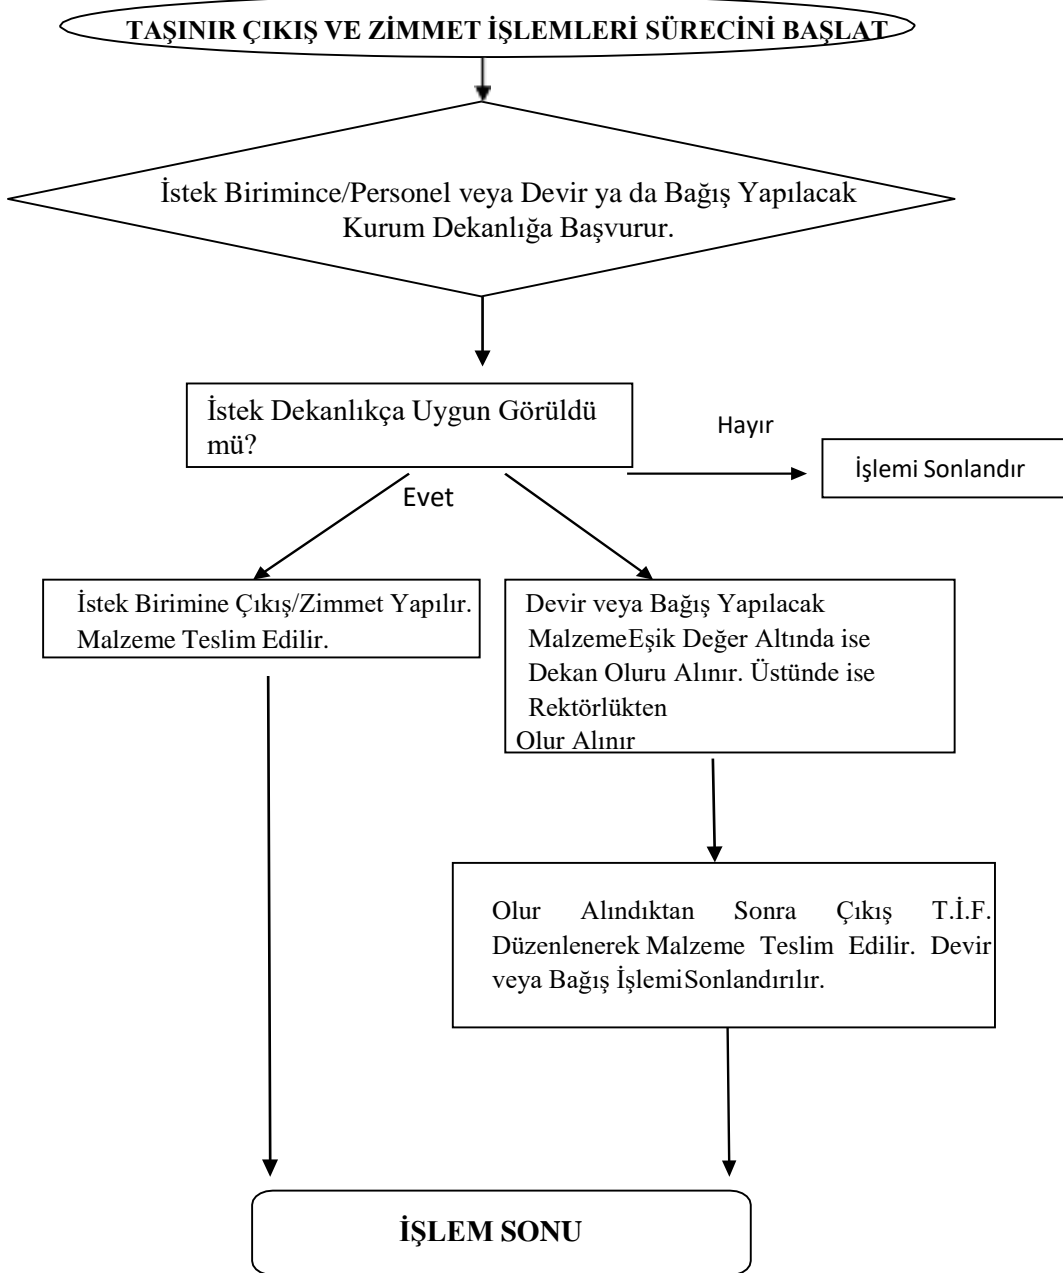 TAŞINIR ÇIKIŞ VE ZİMMET İŞLEMLERİ SÜRECİNİ BAŞLAT
İstek Birimince/Personel veya Devir ya da Bağış Yapılacak
Kurum Dekanlığa Başvurur.
İstek Dekanlıkça Uygun Görüldü
mü?
Hayır
İşlemi Sonlandır
Evet
İstek Birimine Çıkış/Zimmet Yapılır.
Malzeme Teslim Edilir.
Devir veya Bağış Yapılacak
MalzemeEşik Değer Altında ise
Dekan Oluru Alınır. Üstünde ise
Rektörlükten
Olur Alınır
Olur Alındıktan Sonra Çıkış T.İ.F.
Düzenlenerek Malzeme Teslim Edilir. Devir
veya Bağış İşlemiSonlandırılır.
İŞLEM SONU